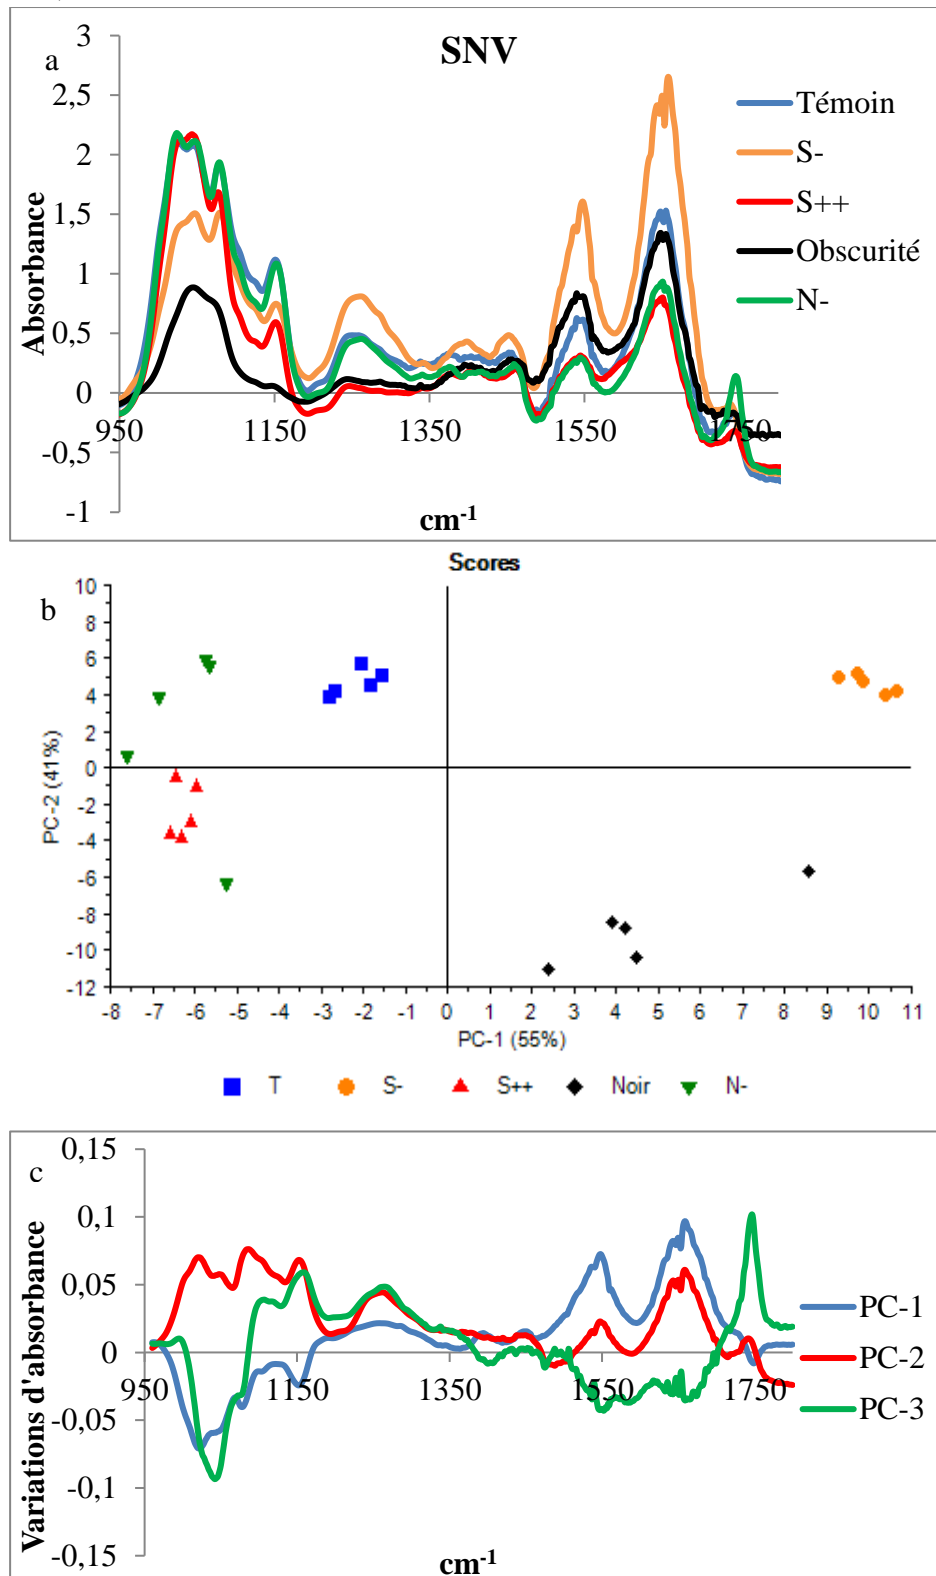 a
SNV
3
2,5
2
1,5
1
0,5
0
-0,5
-1
Absorbance
950 1150 1350 1550 1750
cm-1
Témoin
S-
S++
Obscurité
N-
Scores
b
10
8
6
4
2
0
-2
-4
-6
-8
-10
-12
PC-2 (41%)
-8 -7 -6 -5 -4 -3 -2 -1 0 1 2 3 4 5 6 7 8 9 10 11
PC-1 (55%)
T S- S++ Noir N-
c
0,15
0,1
0,05
0
-0,05
-0,1
-0,15
Variations d'absorbance
950 1150 1350 1550 1750
cm-1
PC-1
PC-2
PC-3